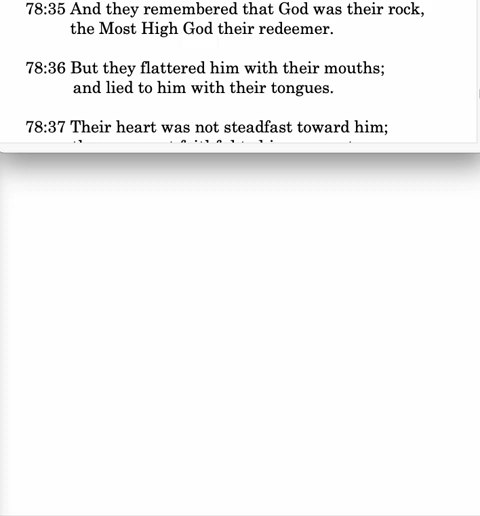 78:35 And they remembered that God was their rock,
the Most High God their redeemer.
78:36 But they flattered him with their mouths;
and lied to him with their tongues.
78:37 Their heart was not steadfast toward him;